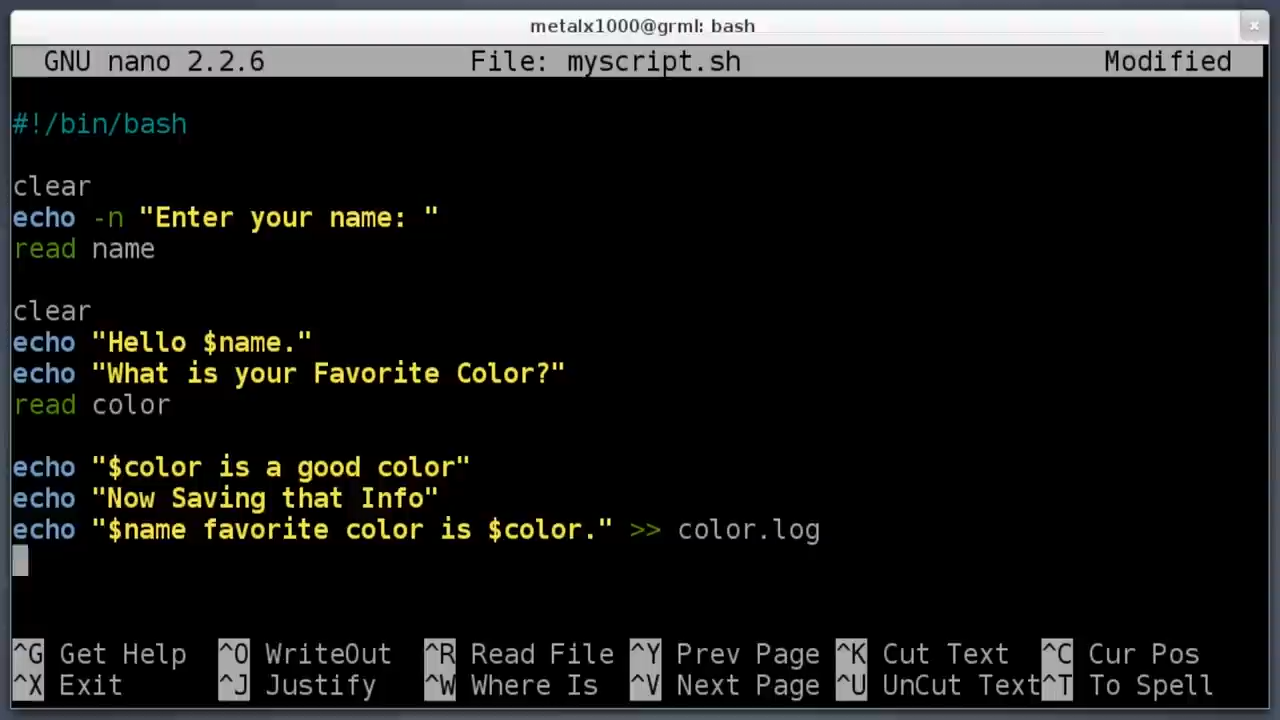 metalx1000@grml: bash
GNU nano 2.2.6 File: myscript.sh Modified
#!/bin/bash
clear
echo -n "Enter your name: "
read name
clear
echo "Hello $name."
echo "What is your Favorite Color?"
read color
echo "$color is a good color"
echo "Now Saving that Info"
echo "$name favorite color is $color." >> color.log
^G Get Help ^O WriteOut ^R Read File ^Y Prev Page ^K Cut Text ^C Cur Pos
^X Exit ^J Justify ^W Where Is ^V Next Page ^U UnCut Text ^T To Spell